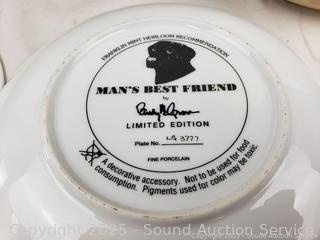 FRANKLIN MINT HEIRLOOM RECOMMENDATION
MAN'S BEST FRIEND
by
LIMITED EDITION
Plate No.
FINE PORCELAIN
A decorative accessory. Not to be used for food
consumption. Pigments used for color may be toxic.
Copyright 2025 - Sound Auction Service